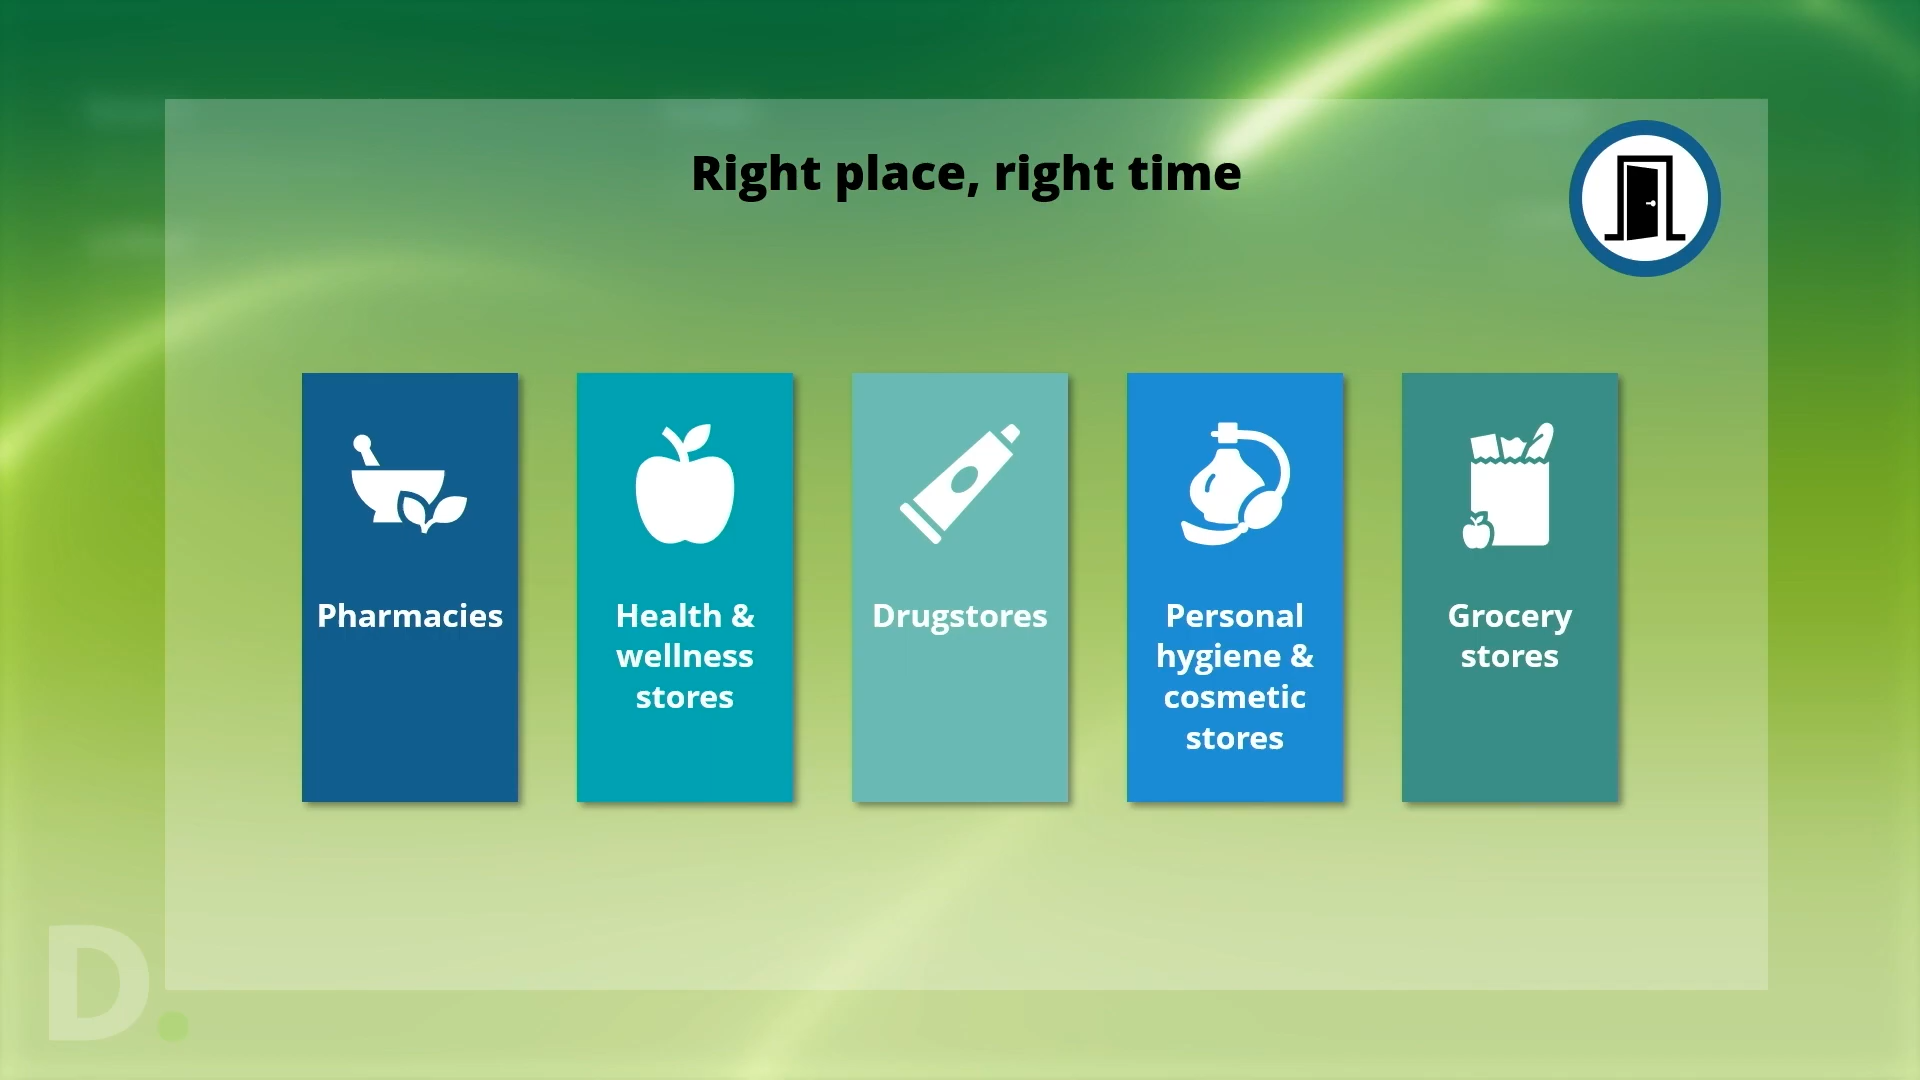 Right place, right time
Pharmacies
Health &
wellness
stores
Drugstores
Personal
hygiene &
cosmetic
stores
Grocery
stores
D.